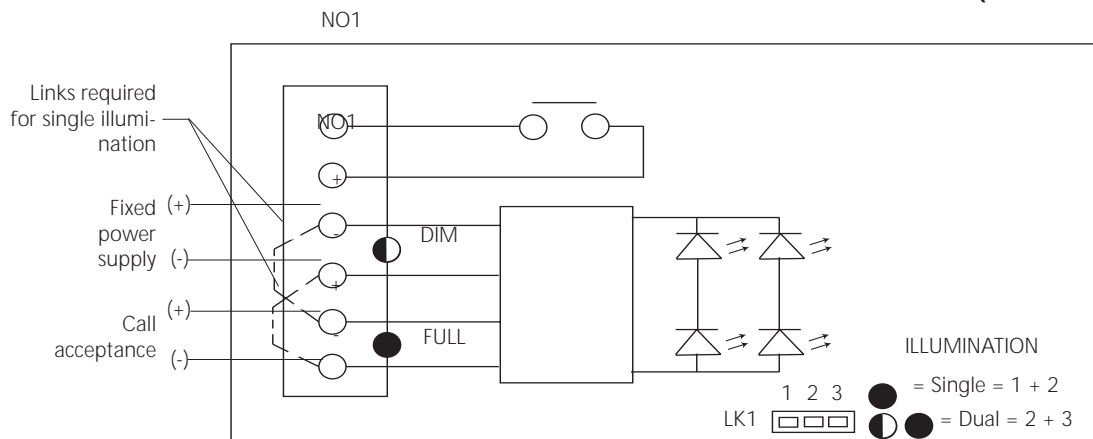 NO1
Links required
for single illumi-
nation
NO1
+
Fixed
power
supply
(+)
-
DIM
(-)
+
Call
acceptance
(+)
-
FULL
(-)
ILLUMINATION
1 2 3
= Single = 1 + 2
LK1
= Dual = 2 + 3